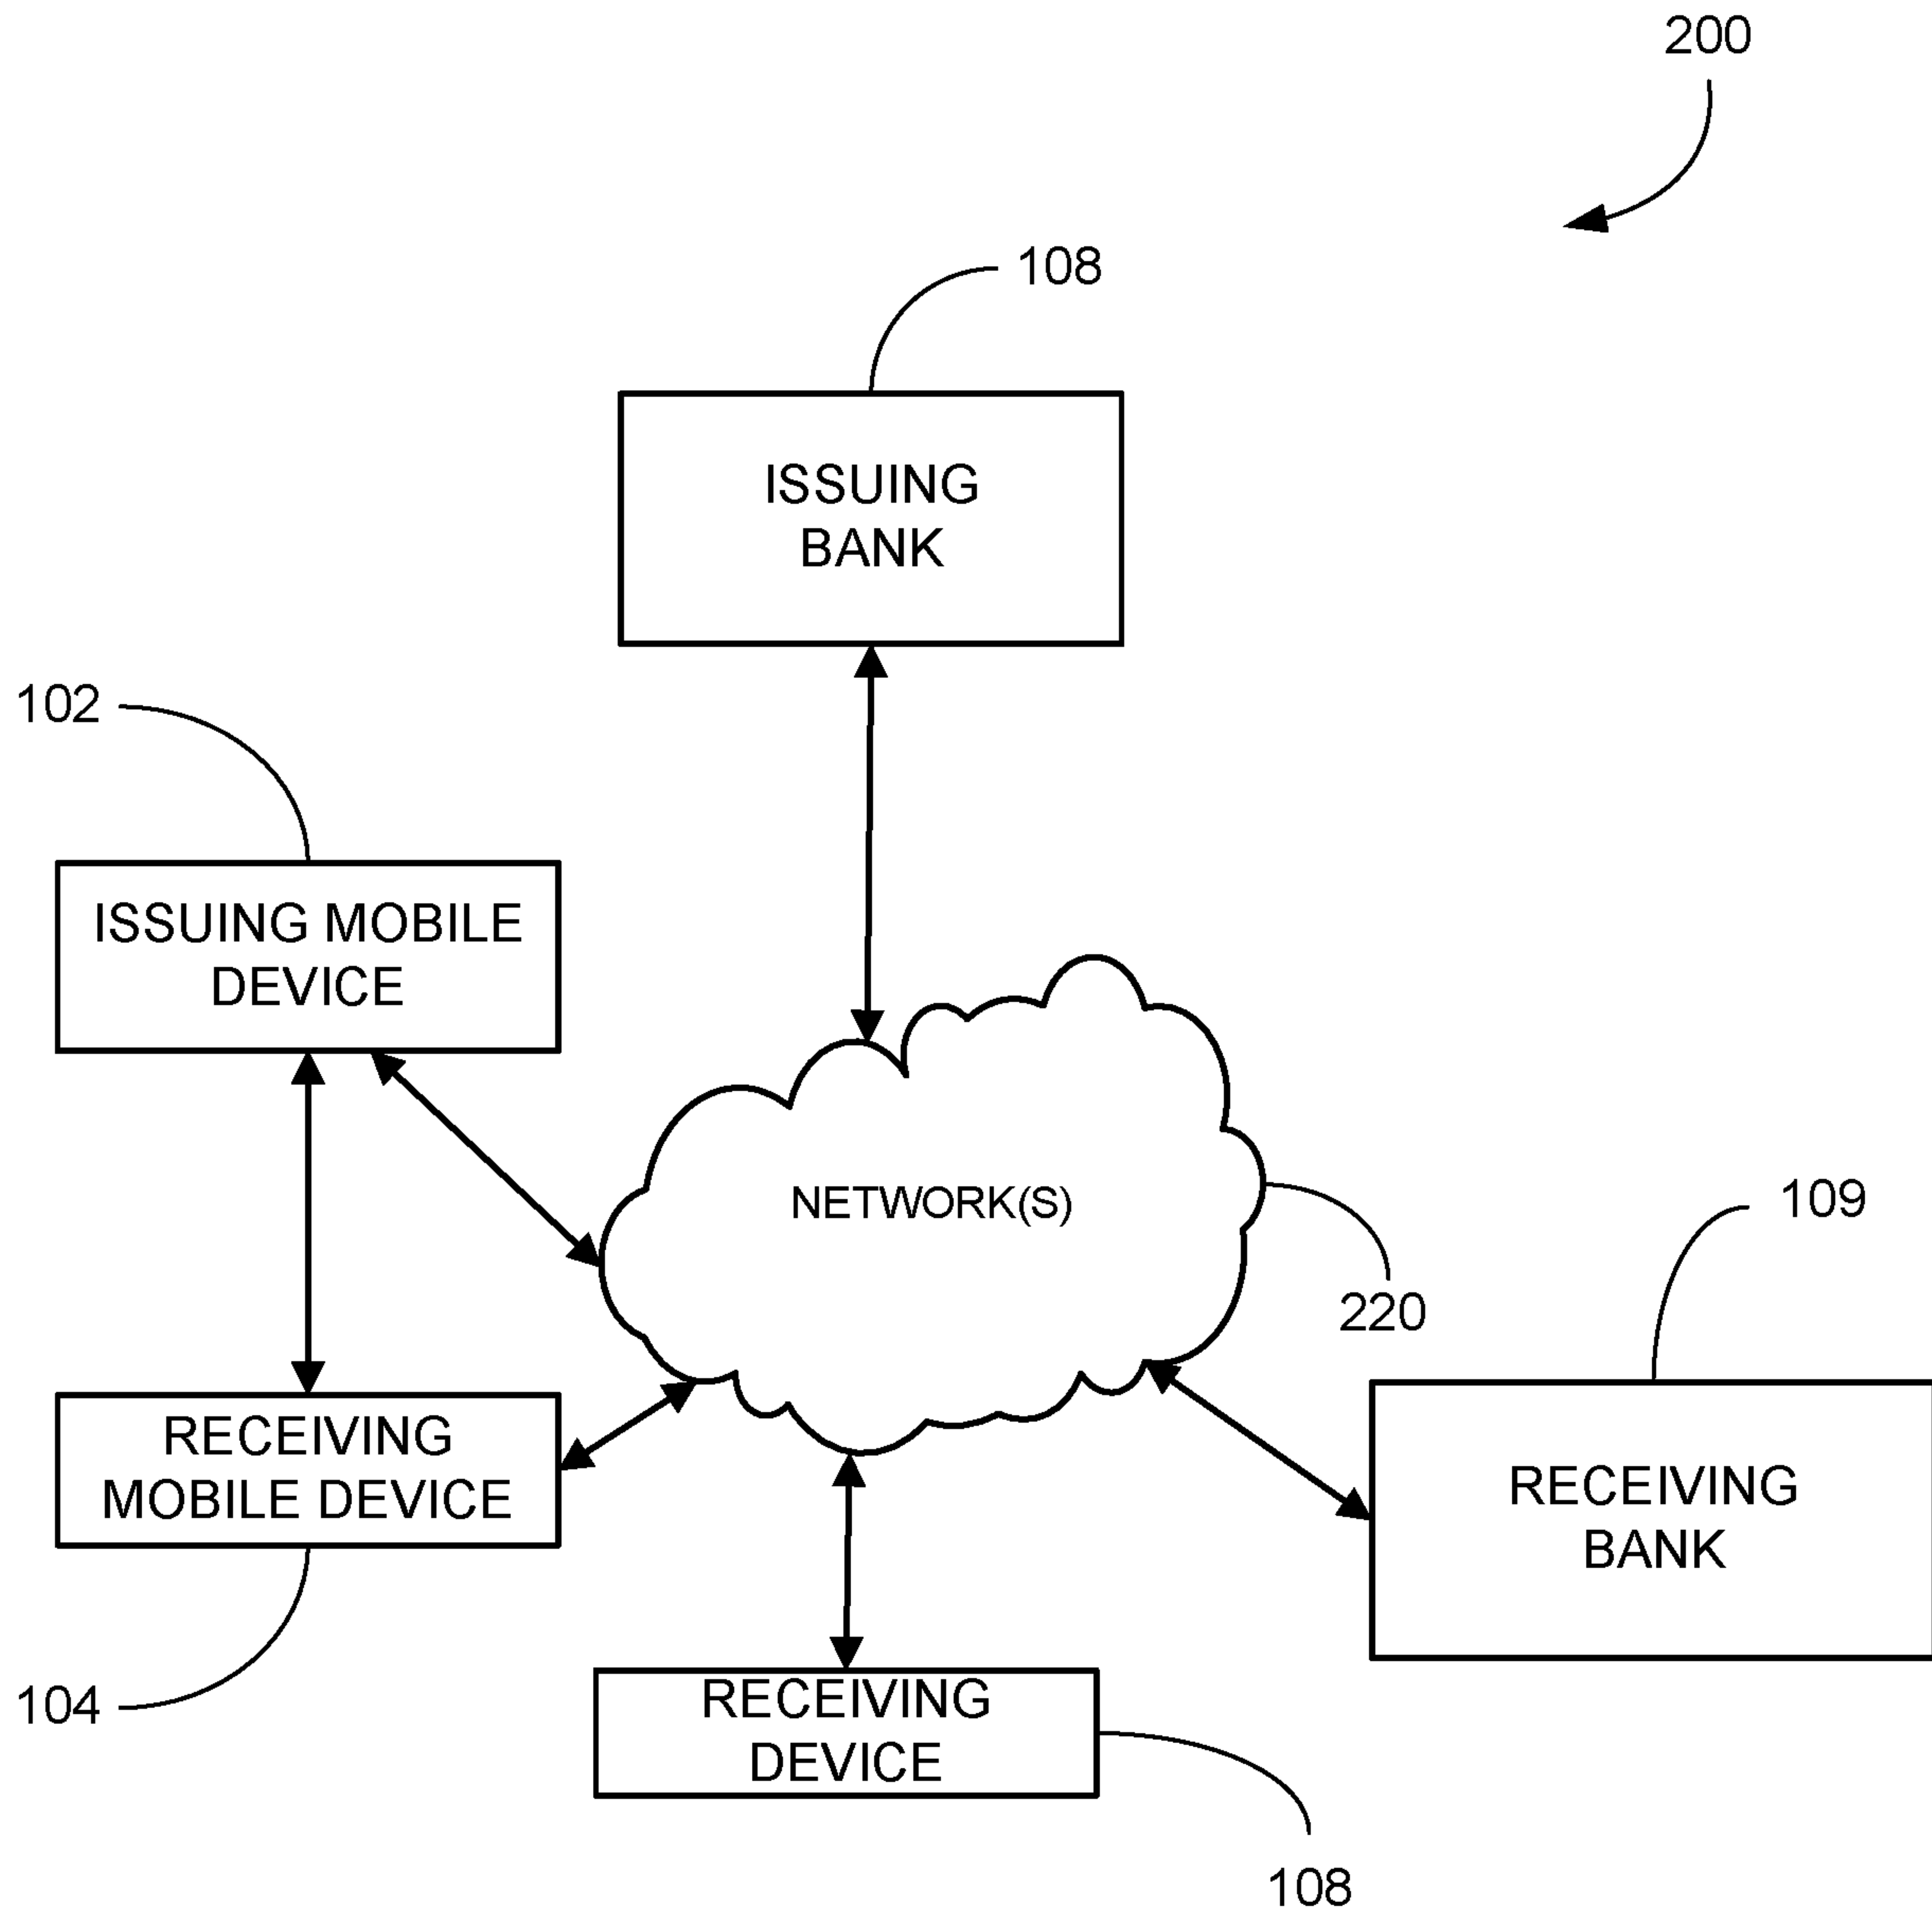 200
108
ISSUING
BANK
102
ISSUING MOBILE
DEVICE
NETWORK(S)
109
220
RECEIVING
MOBILE DEVICE
RECEIVING
BANK
104
RECEIVING
DEVICE
108